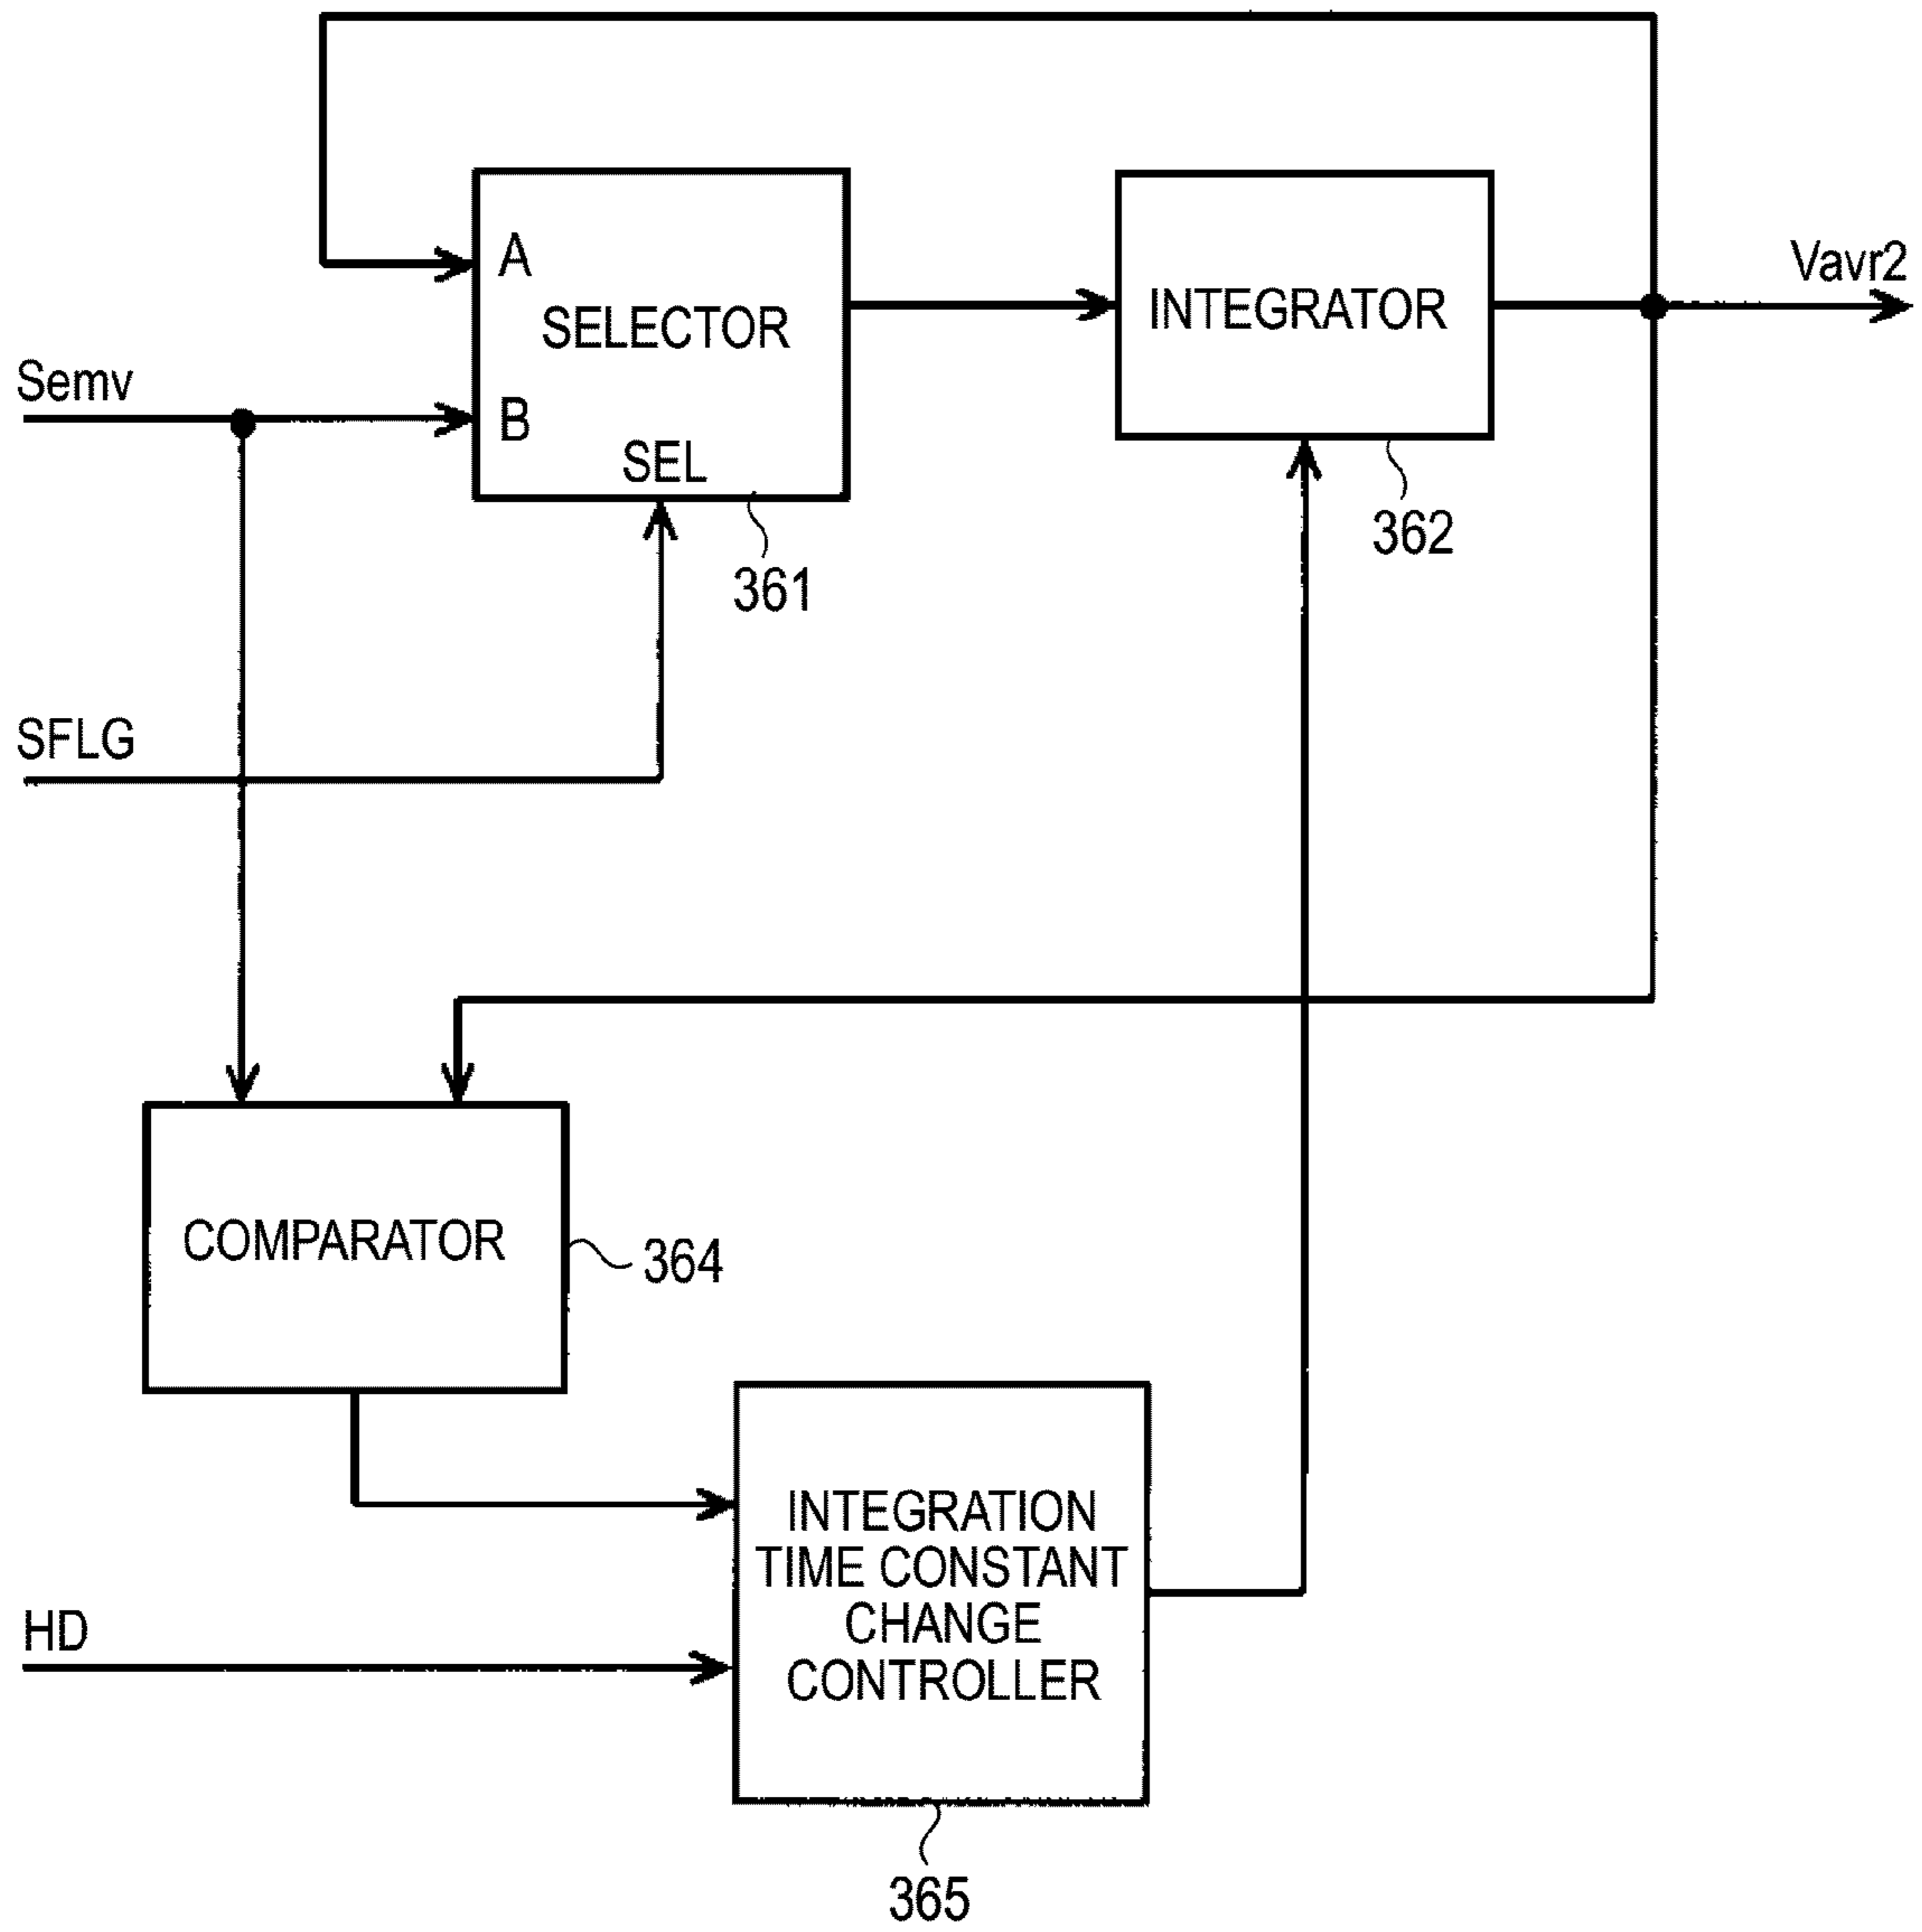 Vavr2
A
SELECTOR
INTEGRATOR
Semv
B
SEL
362
361
SFLG
COMPARATOR
364
INTEGRATION
TIME CONSTANT
CHANGE
CONTROLLER
HD
365